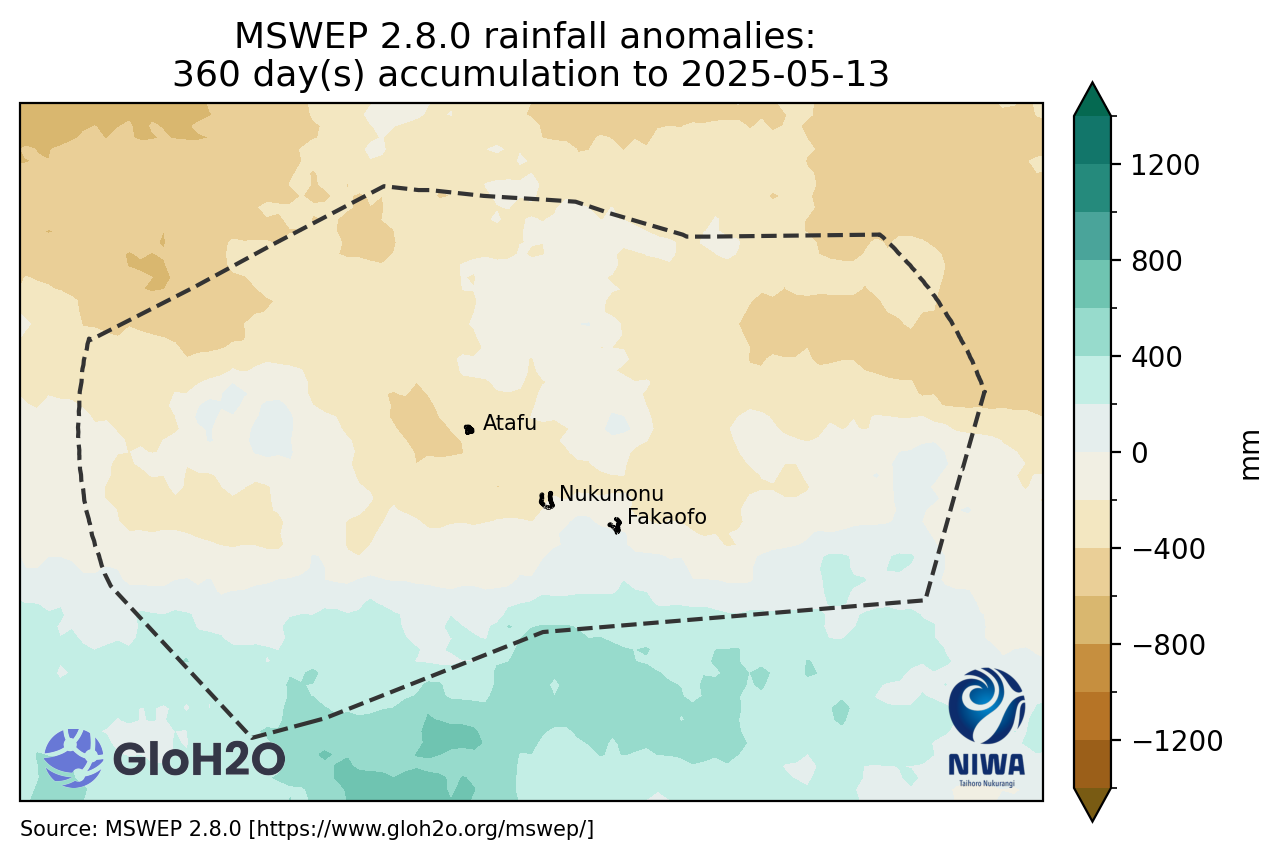 MSWEP 2.8.0 rainfall anomalies:
360 day(s) accumulation to 2025-05-13
1200
800
400
0
−400
−800
−1200
mm
Atafu
Nukunonu
Fakaofo
GloH2O
NIWA
Taihoro Nukurangi
Source: MSWEP 2.8.0 [https://www.gloh2o.org/mswep/]